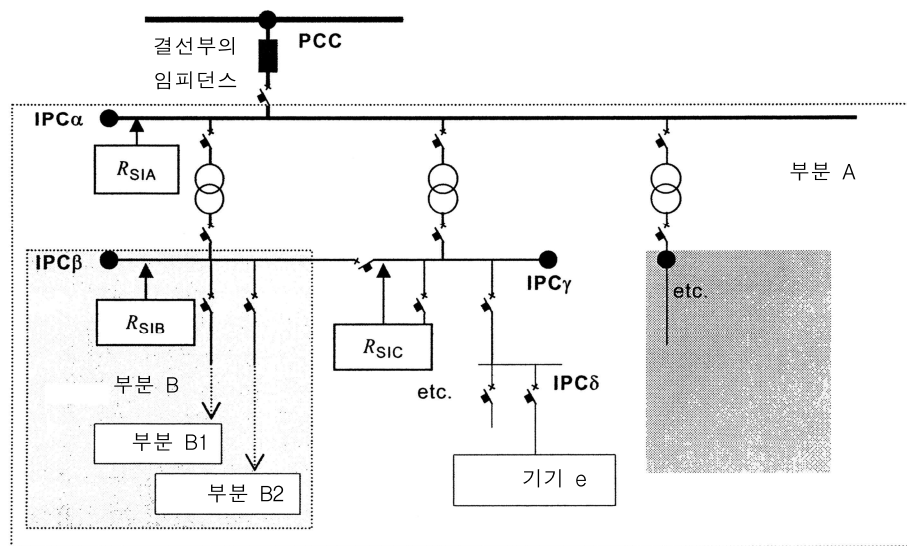 결선부의
임피던스
PCC
IPCα
RSIA
부분 A
IPCβ
IPCγ
etc.
RSIB
RSIC
부분 B
etc.
IPCδ
부분 B1
부분 B2
기기 e